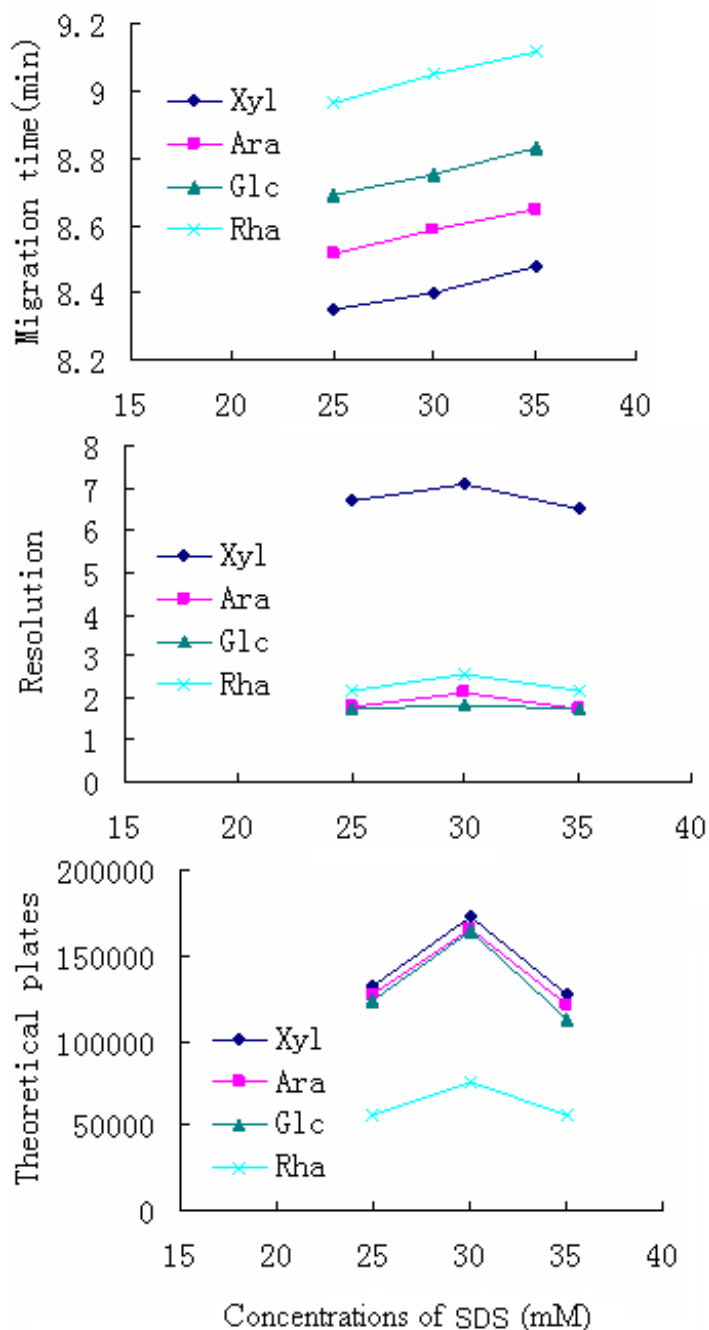 Migration time(min)
9.2
9
8.8
8.6
8.4
8.2
Xyl
Ara
Glc
Rha
15 20 25 30 35 40
Resolution
8
7
6
5
4
3
2
1
0
Xyl
Ara
Glc
Rha
15 20 25 30 35 40
Theoretical plates
200000
150000
100000
50000
0
Xyl
Ara
Glc
Rha
15 20 25 30 35 40
Concentrations of SDS (mM)